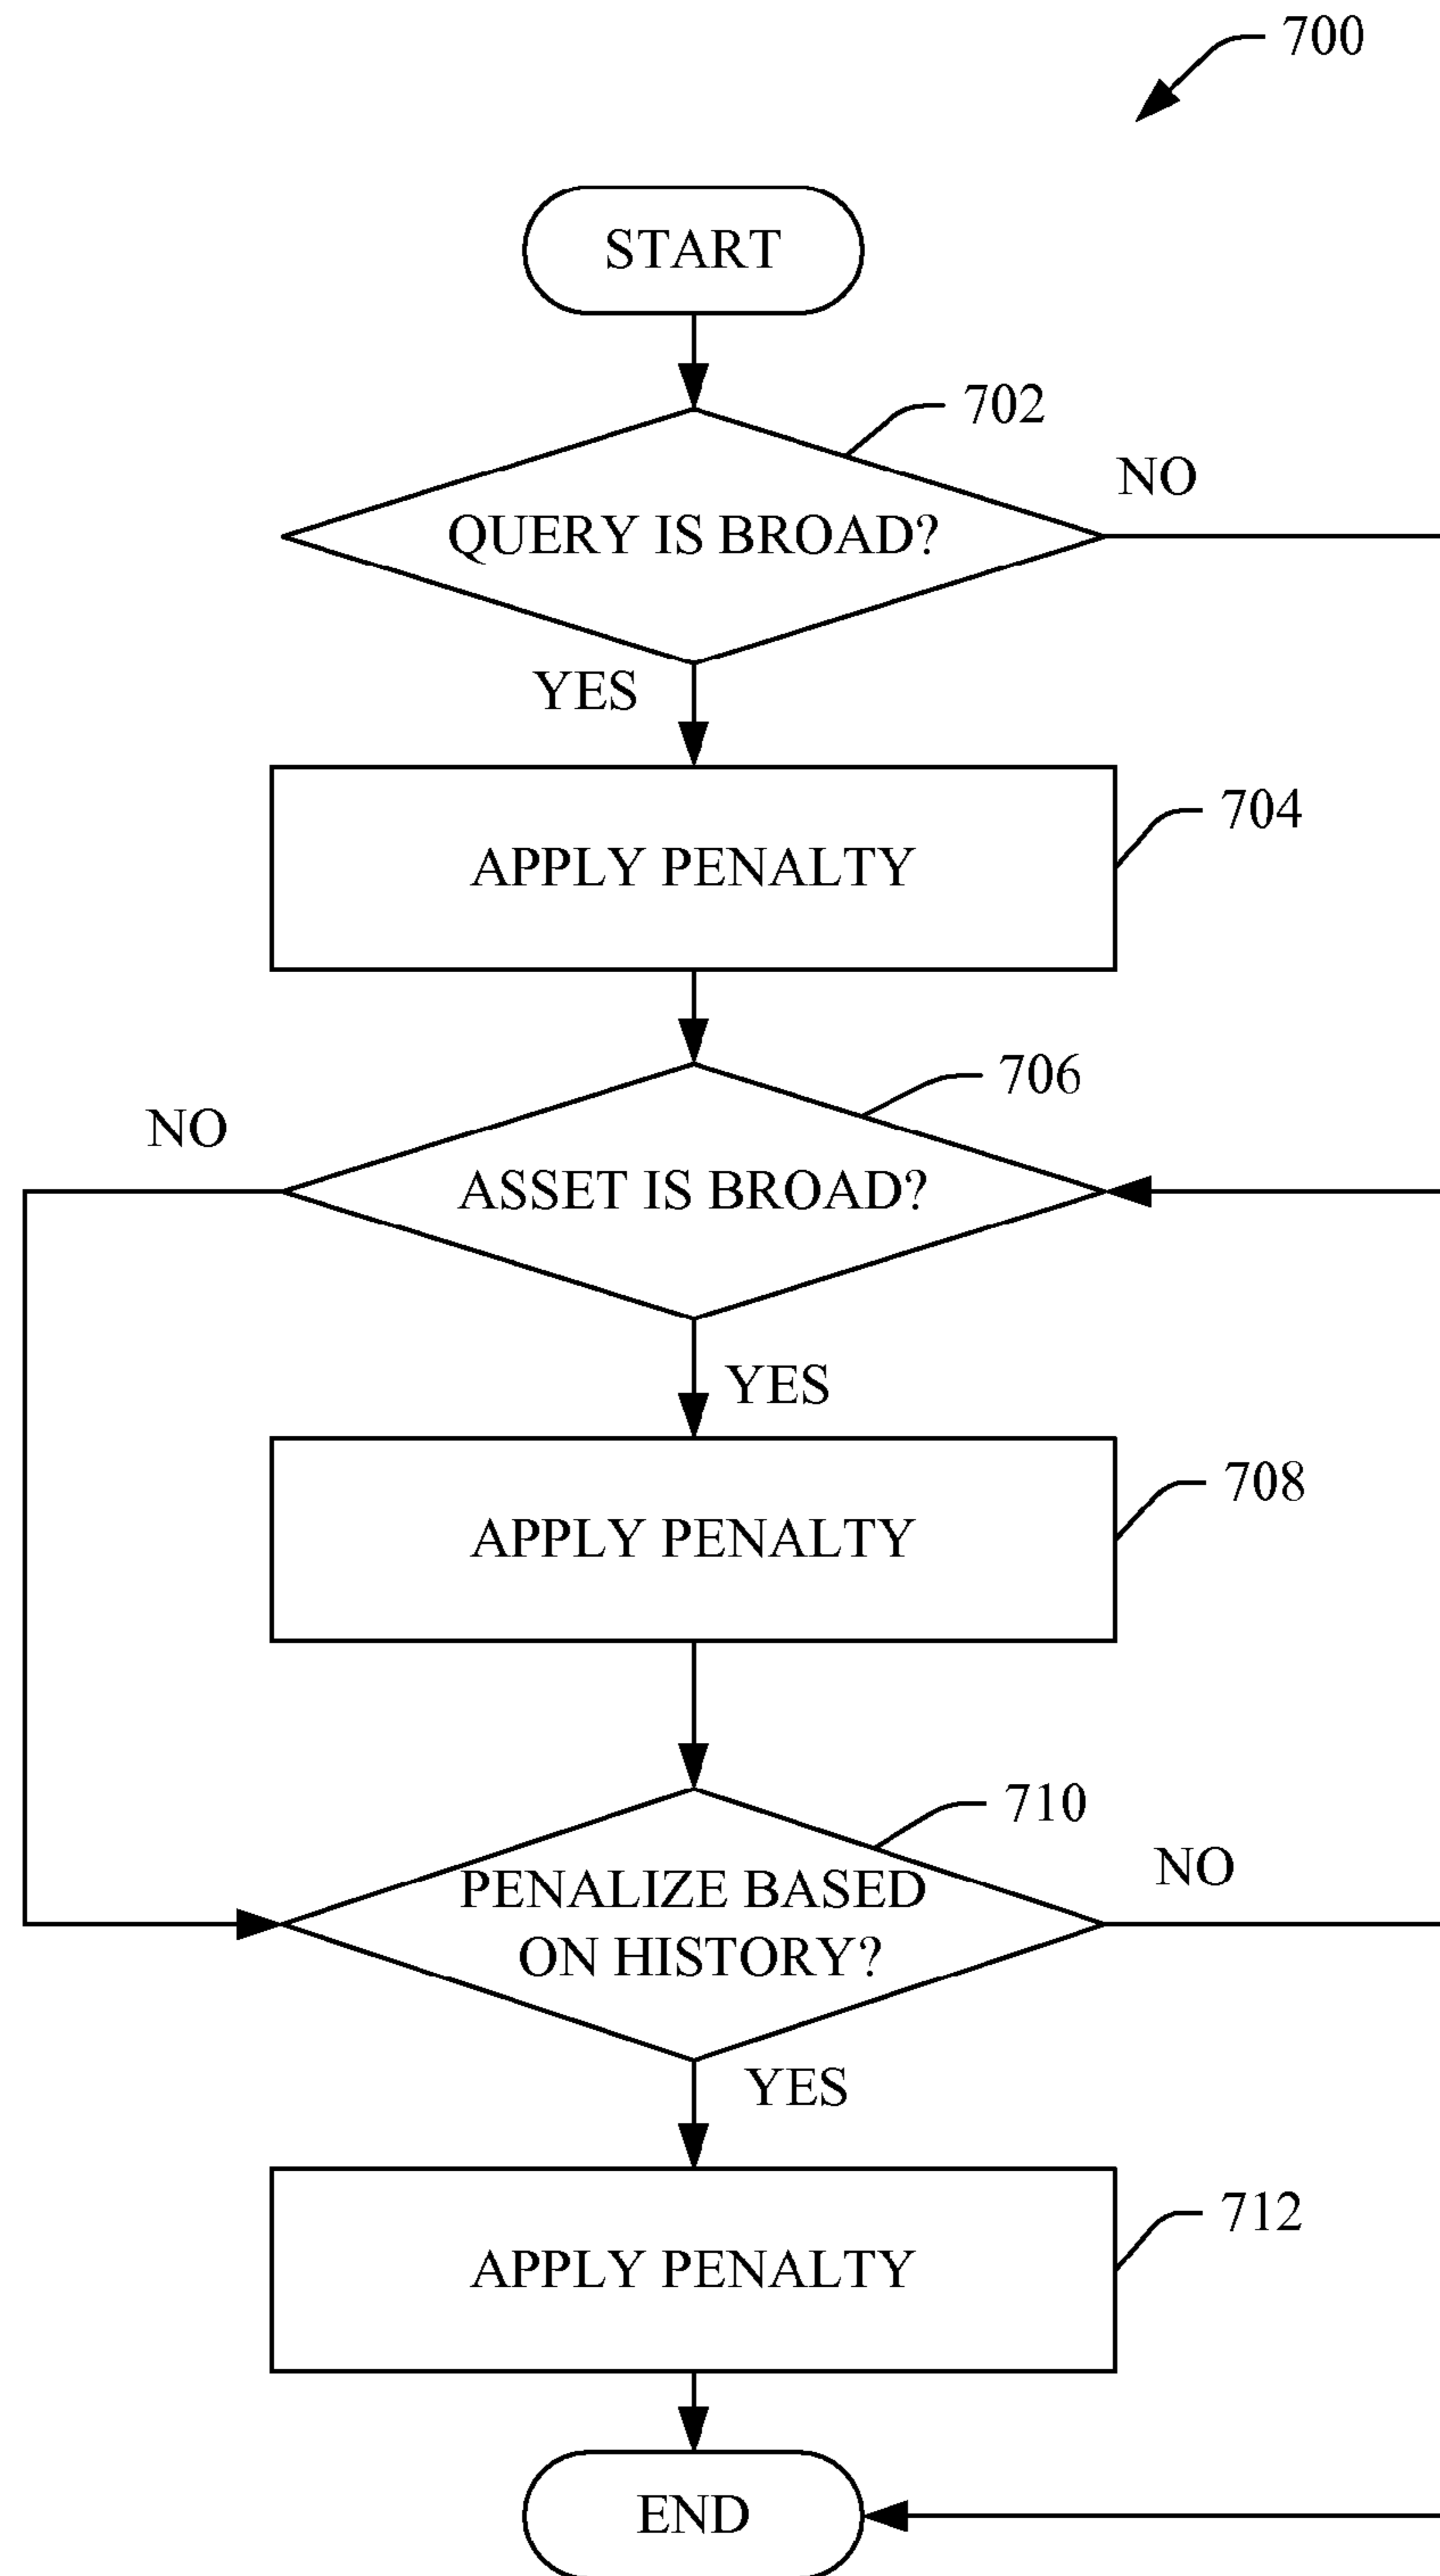 700
START
702
NO
QUERY IS BROAD?
YES
704
APPLY PENALTY
706
NO
ASSET IS BROAD?
YES
708
APPLY PENALTY
710
NO
PENALIZE BASED
ON HISTORY?
YES
712
APPLY PENALTY
END